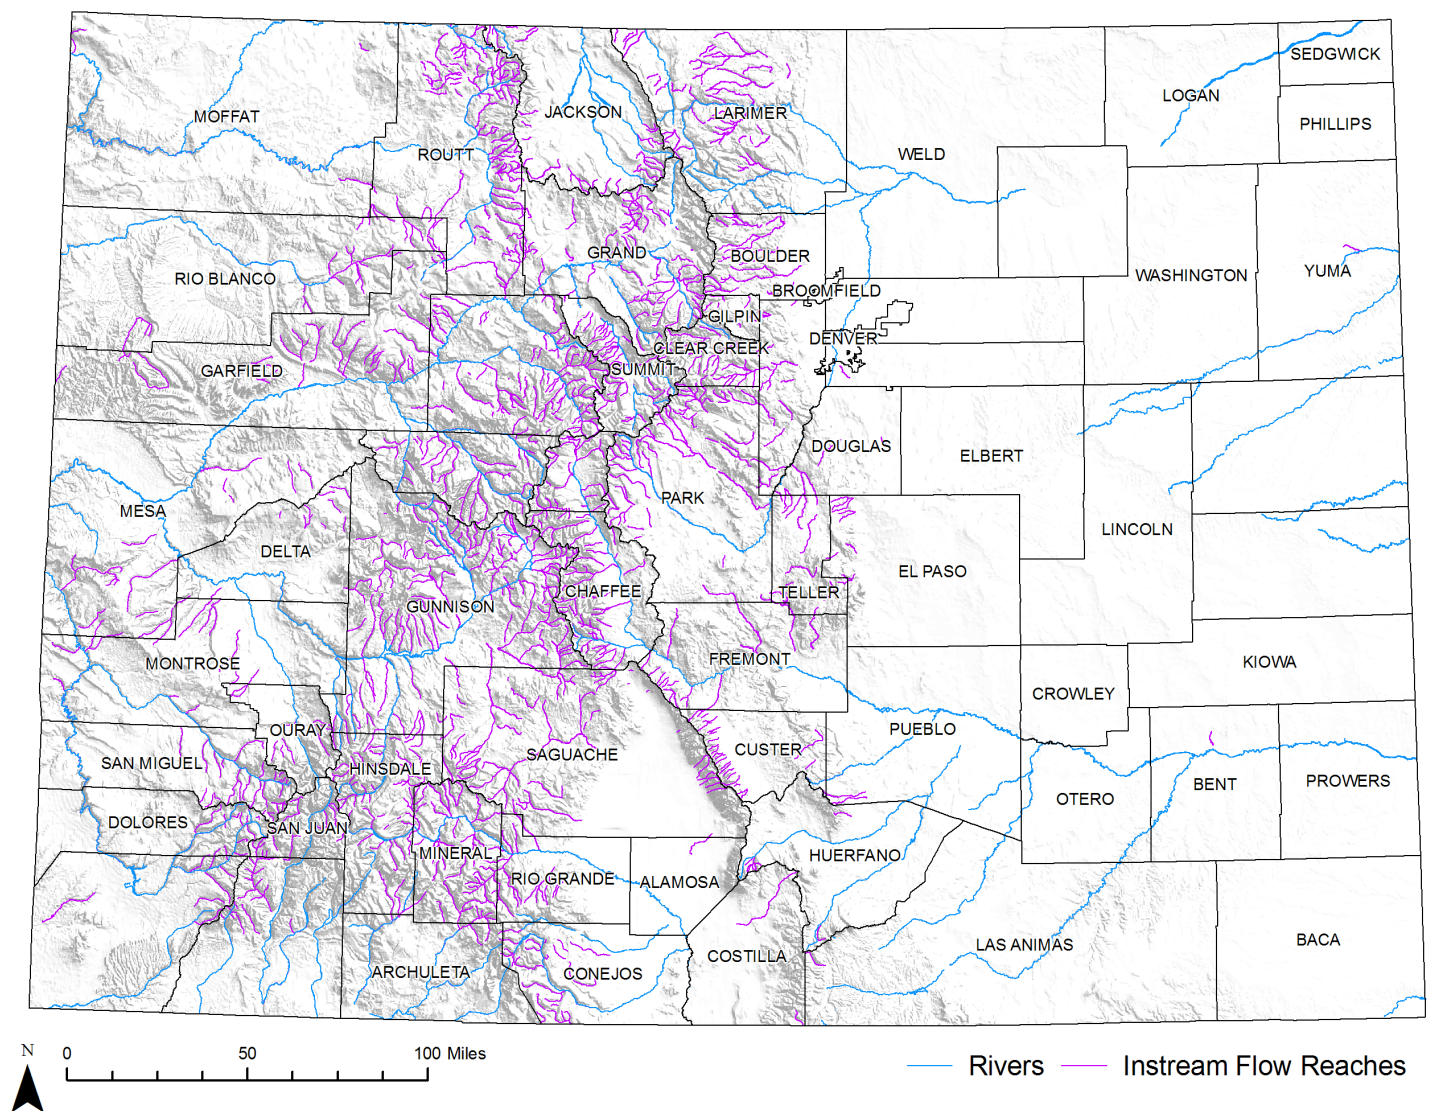 SEDGWICK
LOGAN
JACKSON
LARIMER
MOFFAT
PHILLIPS
ROUTT
WELD
GRAND
BOULDER
RIO BLANCO
WASHINGTON
YUMA
BROOMFIELD
GILPIN
DENVER
CLEAR CREEK
GARFIELD
SUMMIT
DOUGLAS
ELBERT
PARK
MESA
LINCOLN
DELTA
EL PASO
CHAFFEE
TELLER
GUNNISON
MONTROSE
FREMONT
KIOWA
CROWLEY
OURAY
PUEBLO
SAGUACHE
CUSTER
SAN MIGUEL
HINSDALE
BENT
PROWERS
OTERO
DOLORES
SAN JUAN
MINERAL
HUERFANO
RIO GRANDE
ALAMOSA
BACA
LAS ANIMAS
COSTILLA
ARCHULETA
CONEJOS
N
0 50 100 Miles
Rivers Instream Flow Reaches